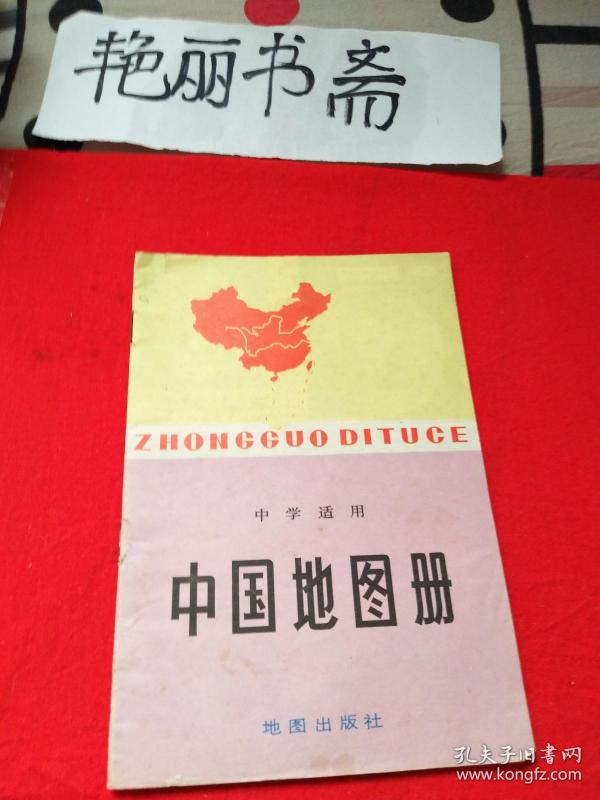 艳丽书斋
ZHONGGUO DITUCE
中学适用
中国地图册
地图出版社
孔夫子旧书网
www.kongfz.com